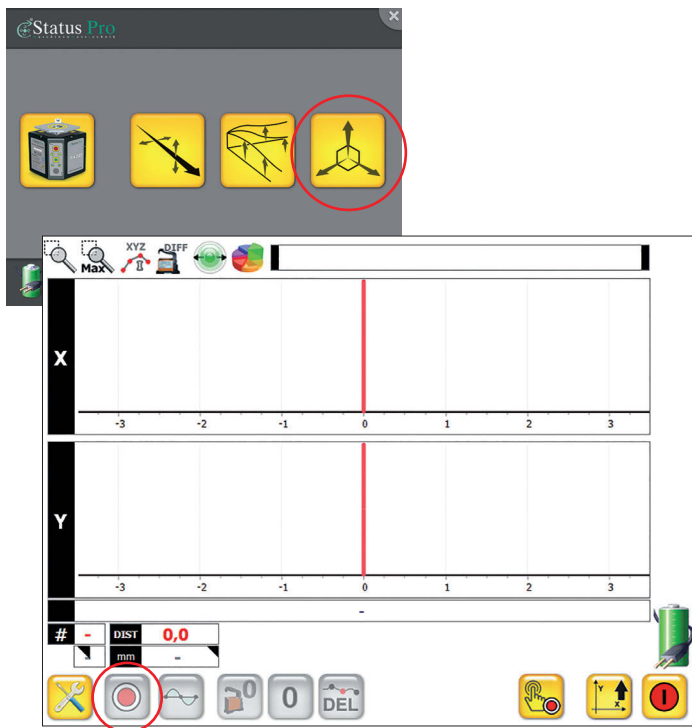 Status Pro
XYZ
DIFF
Max
X
-3 -2 -1 0 1 2 3
Y
-3 -2 -1 0 1 2 3
-
# - DIST 0,0
- mm -
0 0 DEL
Y
X